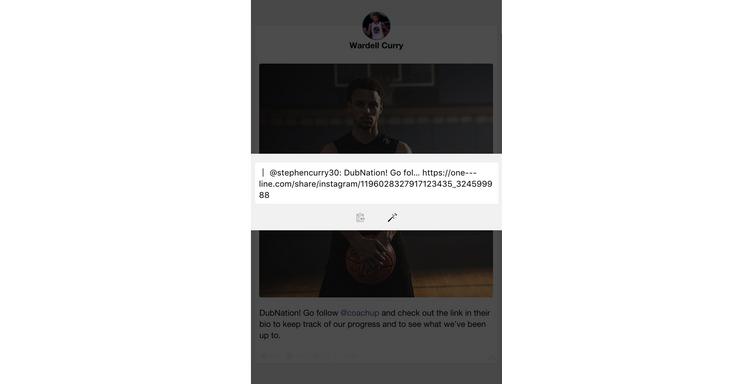 Wardell Curry
| @stephencurry30: DubNation! Go fol... https://one---
line.com/share/instagram/1196028327917123435_3245999
88
DubNation! Go follow @coachup and check out the link in their
bio to keep track of our progress and to see what we've been
up to.